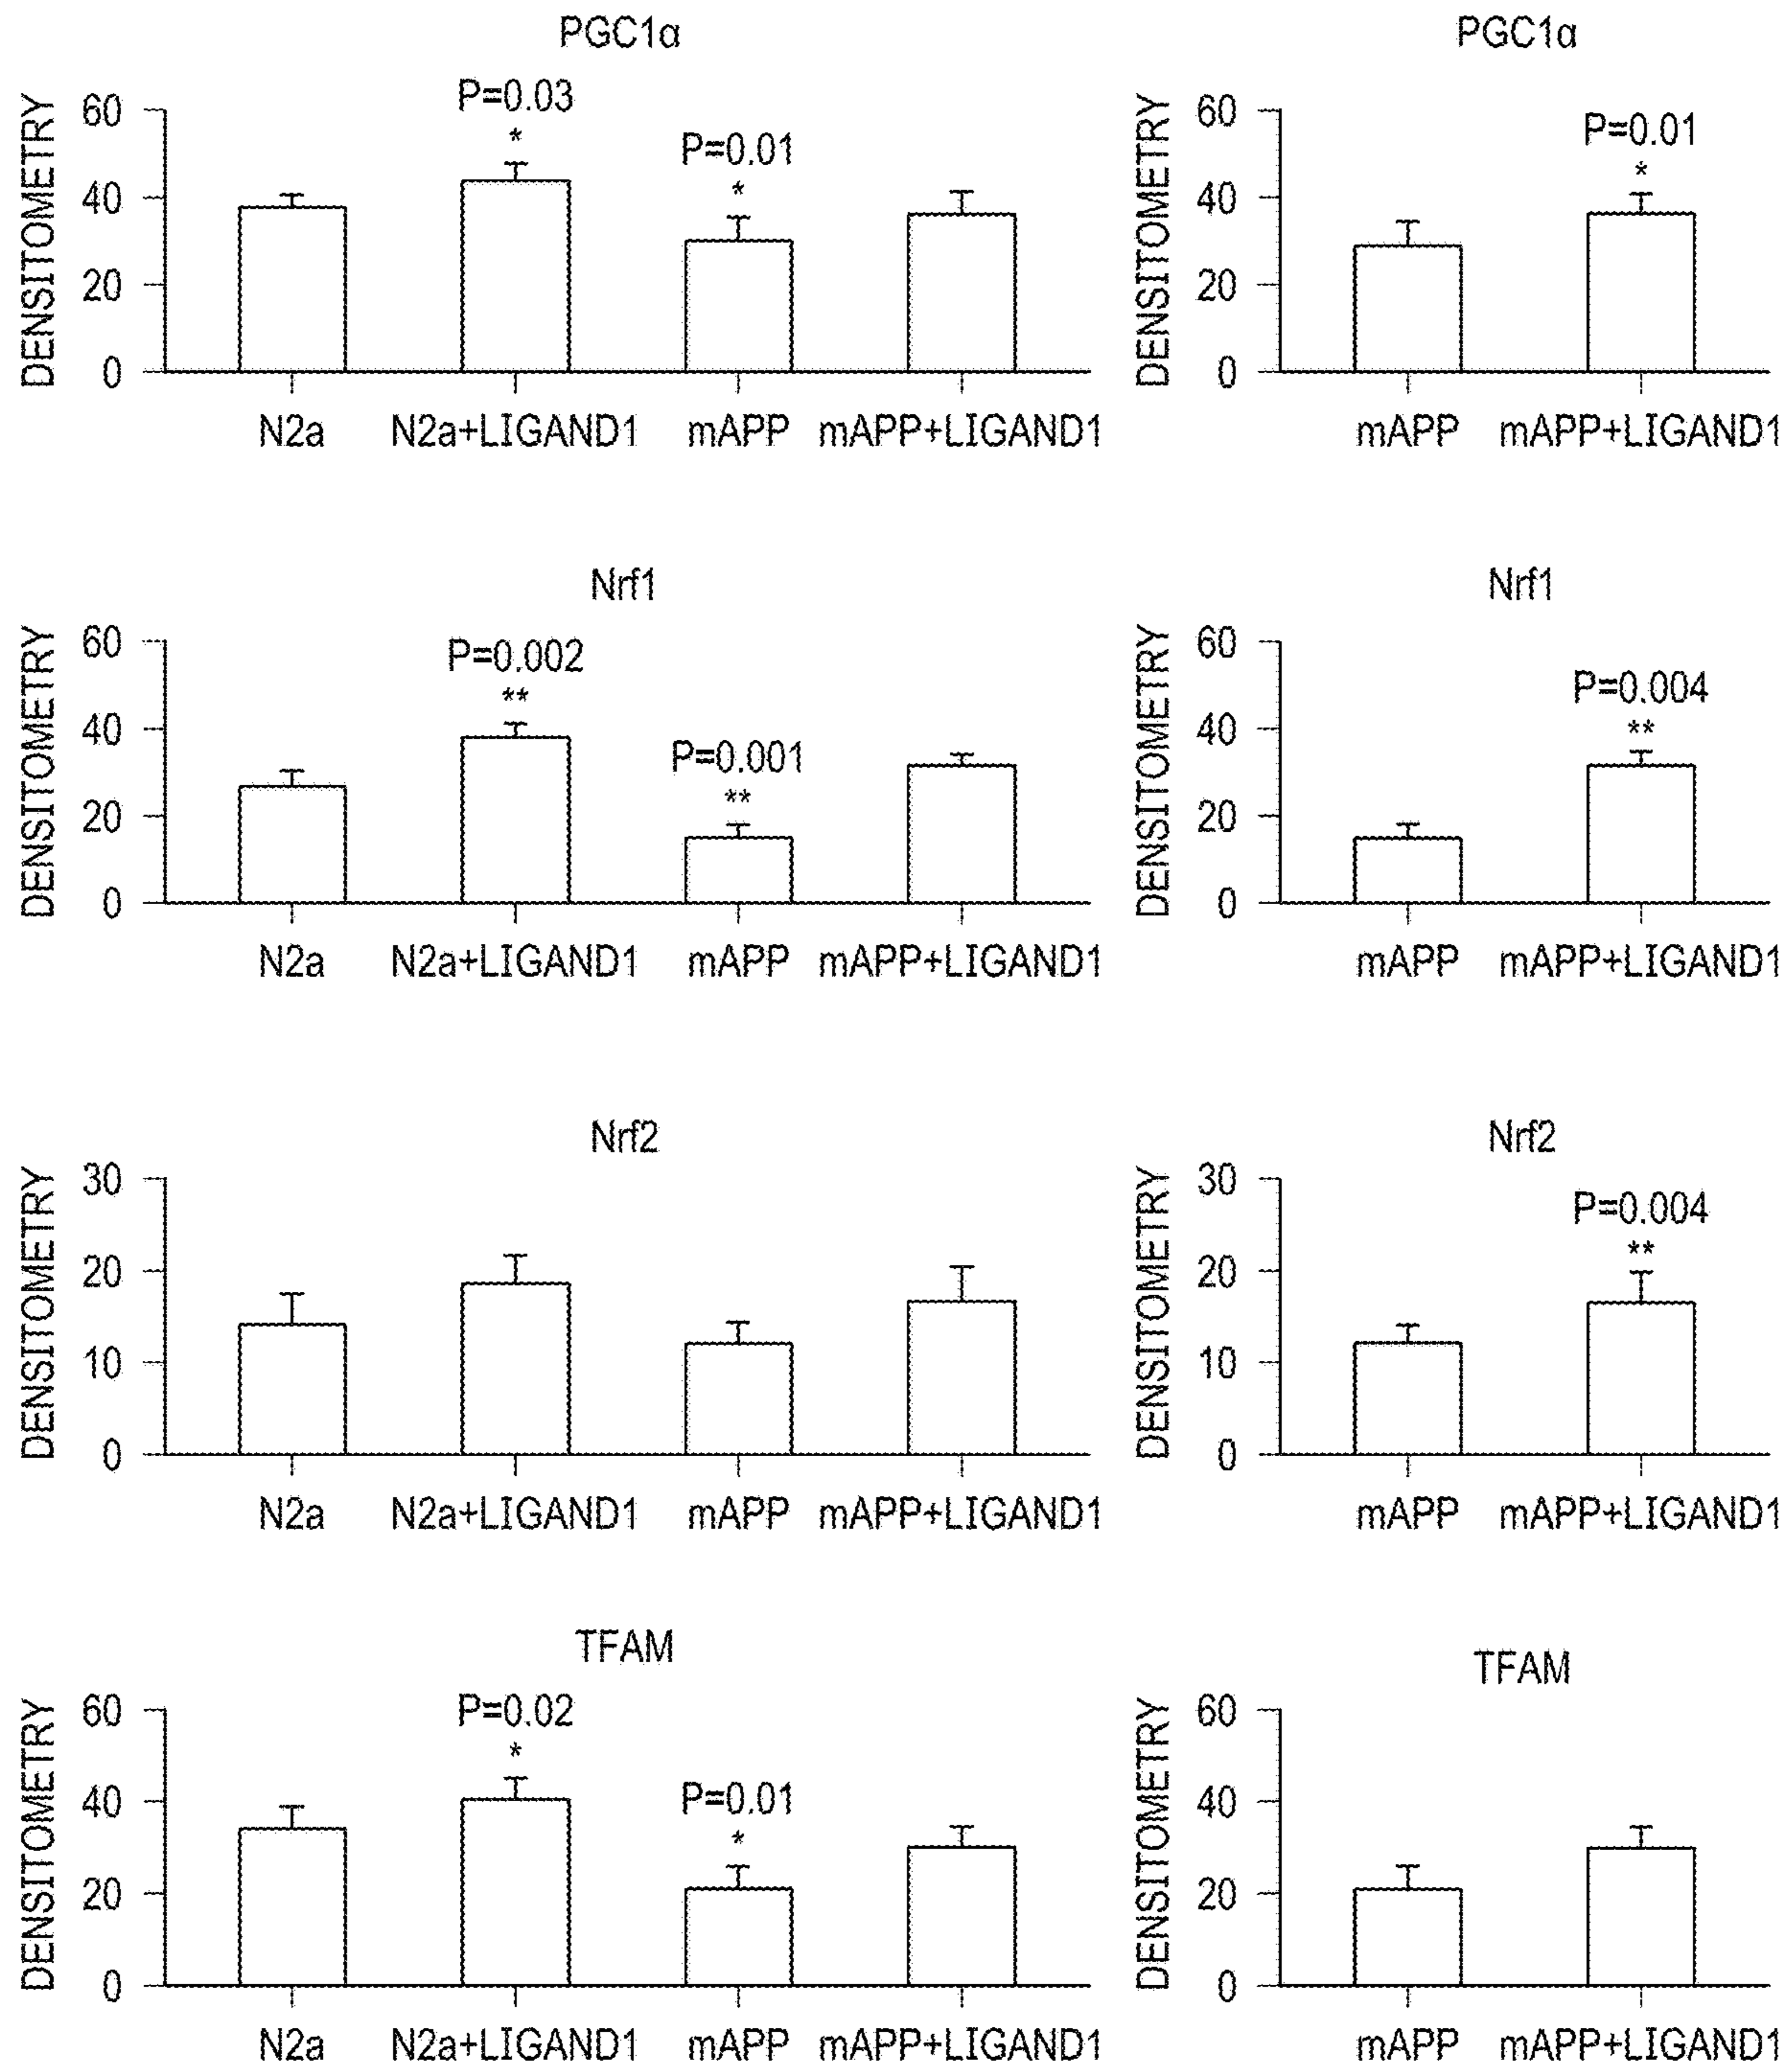 PGC1α
DENSITOMETRY
60
40
20
0
P=0.03
*
P=0.01
*
N2a N2a+LIGAND1 mAPP mAPP+LIGAND1
PGC1α
DENSITOMETRY
60
40
20
0
P=0.01
*
mAPP mAPP+LIGAND1
Nrf1
DENSITOMETRY
60
40
20
0
P=0.002
**
P=0.001
**
N2a N2a+LIGAND1 mAPP mAPP+LIGAND1
Nrf1
DENSITOMETRY
60
40
20
0
P=0.004
**
mAPP mAPP+LIGAND1
Nrf2
DENSITOMETRY
30
20
10
0
N2a N2a+LIGAND1 mAPP mAPP+LIGAND1
Nrf2
DENSITOMETRY
30
20
10
0
P=0.004
**
mAPP mAPP+LIGAND1
TFAM
DENSITOMETRY
60
40
20
0
P=0.02
*
P=0.01
*
N2a N2a+LIGAND1 mAPP mAPP+LIGAND1
TFAM
DENSITOMETRY
60
40
20
0
mAPP mAPP+LIGAND1